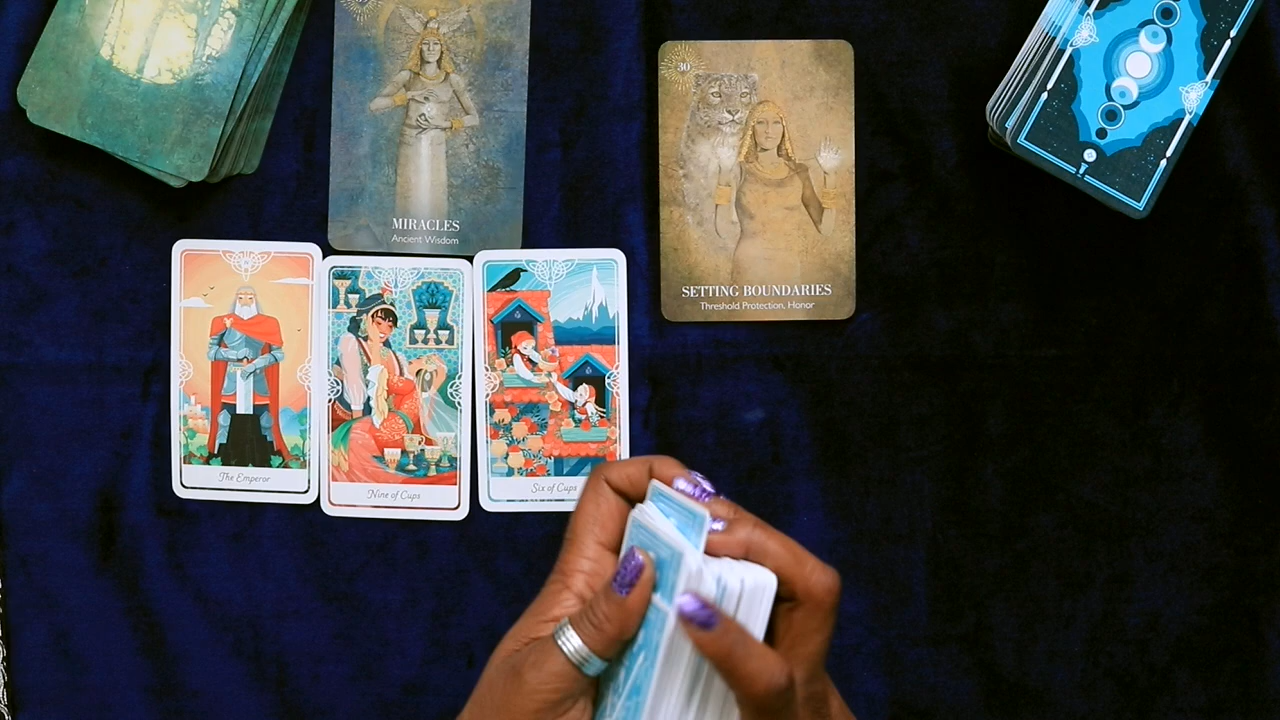 MIRACLES
Ancient Wisdom
30
SETTING BOUNDARIES
Threshold Protection, Honor
The Emperor
Nine of Cups
Six of Cups